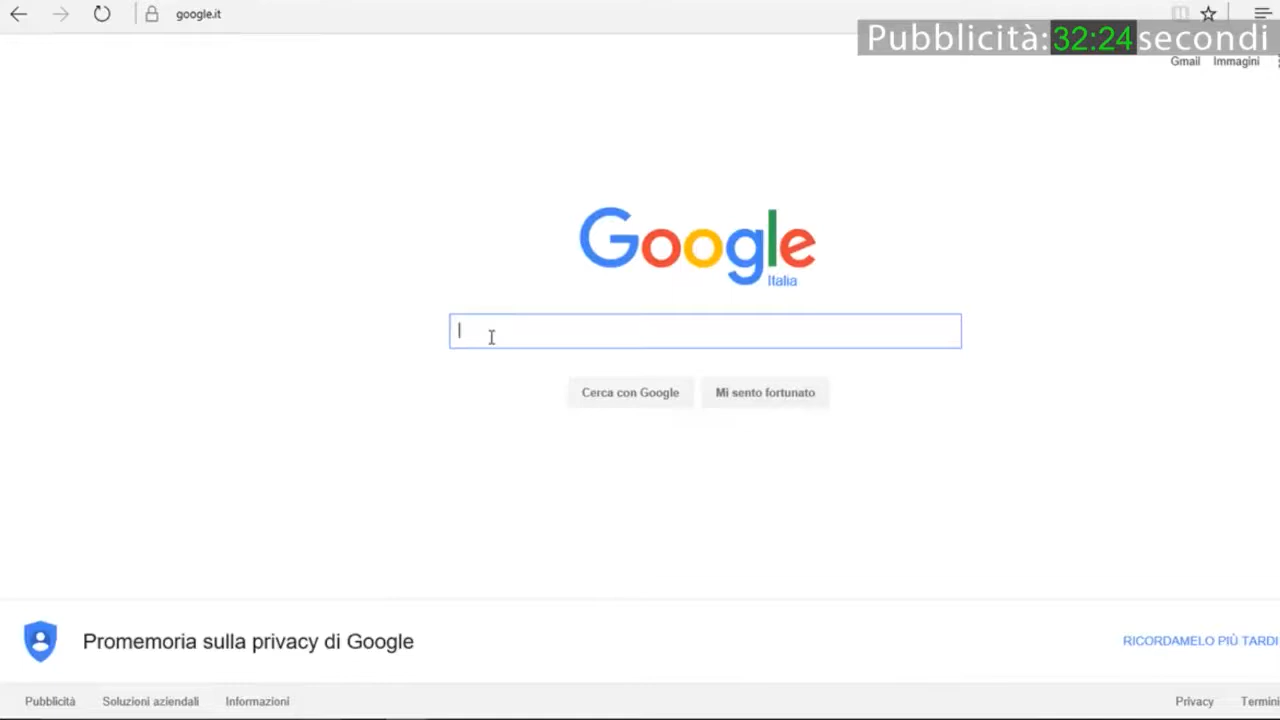 google.it
Pubblicità:32:24secondi
Gmail Immagini
Google
Italia
Cerca con Google Mi sento fortunato
Promemoria sulla privacy di Google
RICORDAMELO PIÙ TARDI
Pubblicità Soluzioni aziendali Informazioni Privacy Termini